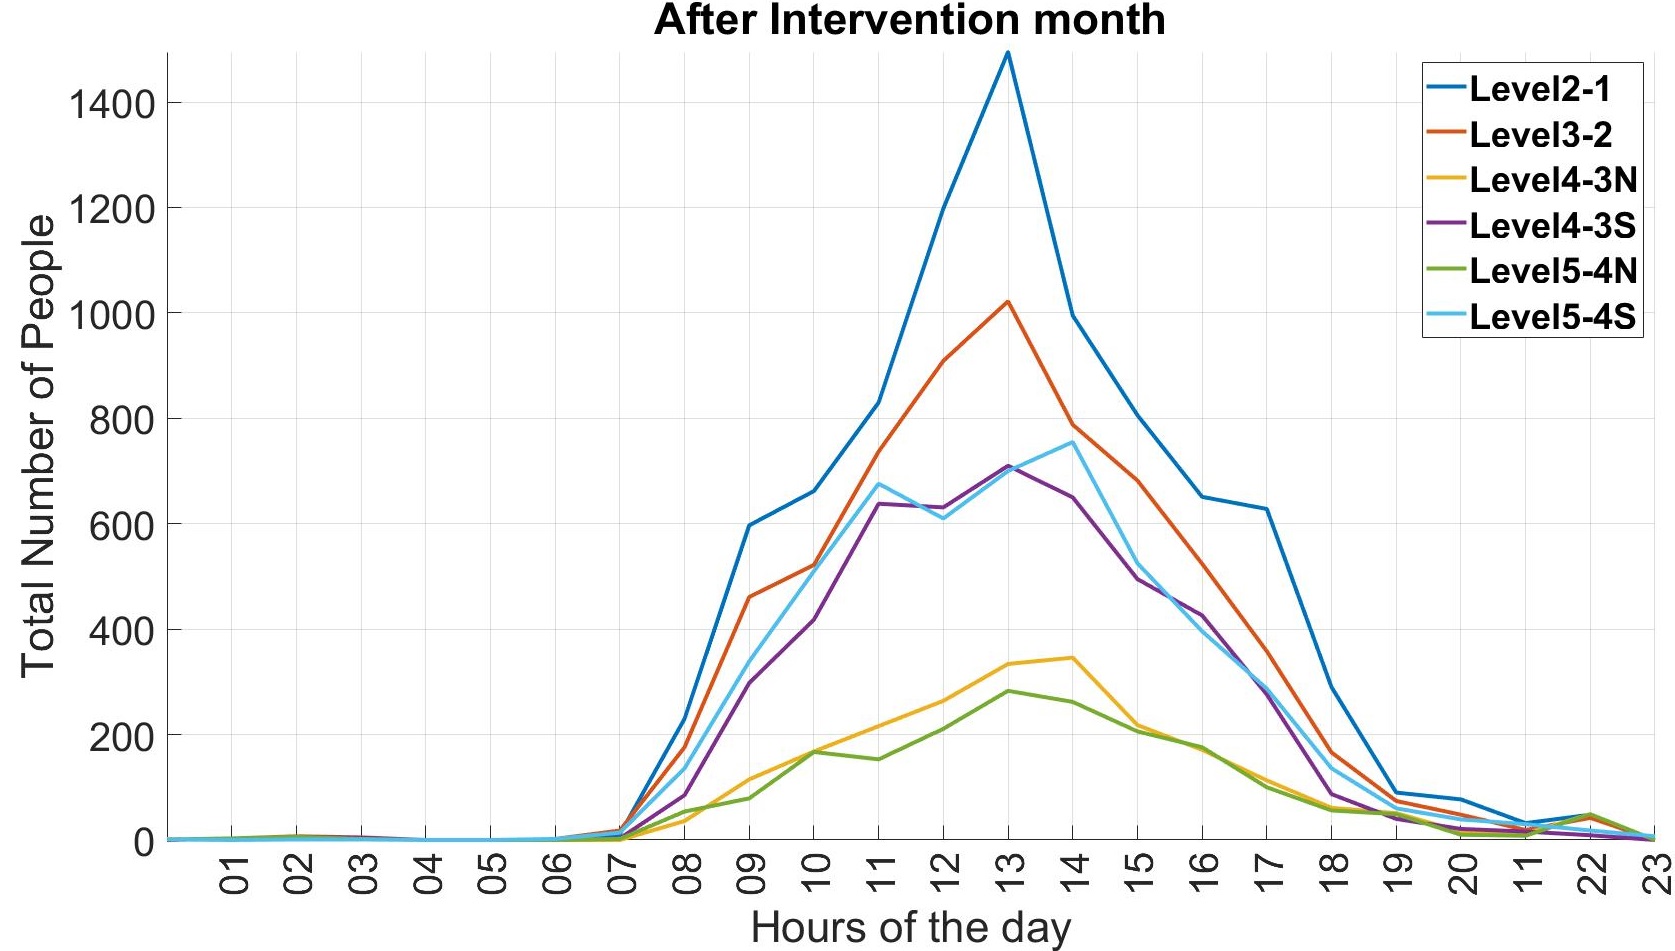 After Intervention month
Total Number of People
1400
1200
1000
800
600
400
200
0
Level2-1
Level3-2
Level4-3N
Level4-3S
Level5-4N
Level5-4S
01 02 03 04 05 06 07 08 09 10 11 12 13 14 15 16 17 18 19 20 11 22 23
Hours of the day